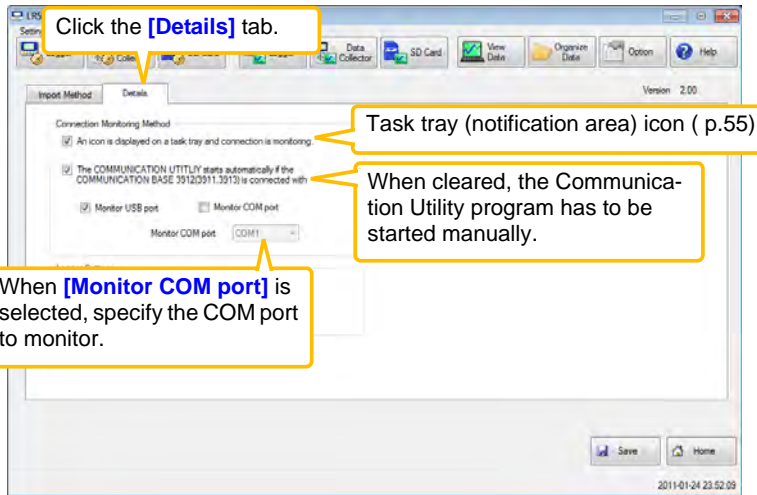 LR5
Click the [Details] tab.
Data Collector
SD Card
View Data
Organize Data
Option
Help
Import Method
Details
Version 2.00
Connection Monitoring Method
An icon is displayed on a task tray and connection is monitoring.
Task tray (notification area) icon ( p.55)
The COMMUNICATION UTITLIY starts automatically if the
COMMUNICATION BASE 3912(3911.3913) is connected with
When cleared, the Communica-
tion Utility program has to be
started manually.
Monitor USB port
Monitor COM port
Monitor COM port
COM1
When [Monitor COM port] is
selected, specify the COM port
to monitor.
Save
Home
2011-01-24 23:52:09